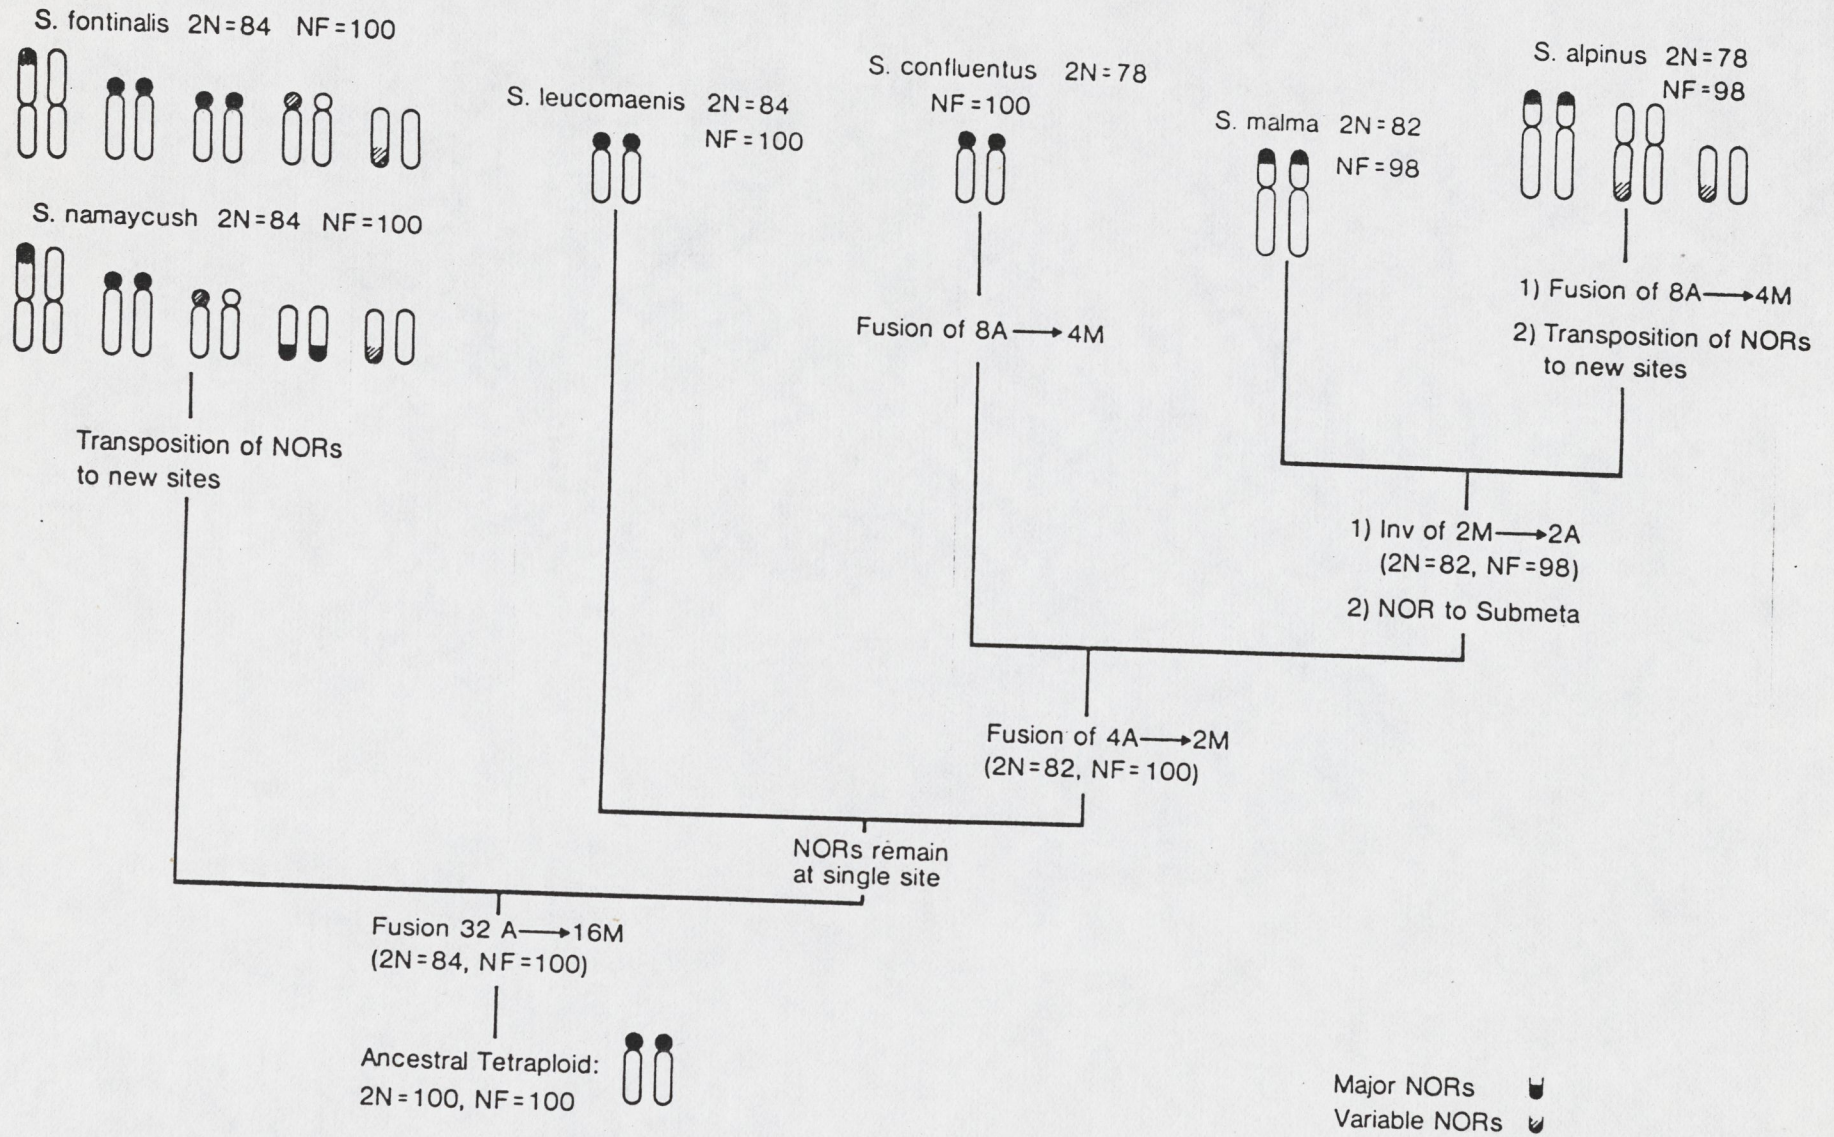 S. fontinalis 2N=84 NF=100
S. namaycush 2N=84 NF=100
Transposition of NORs
to new sites
S. leucomaenis 2N=84
NF=100
S. confluentus 2N=78
NF=100
Fusion of 8A→4M
S. malma 2N=82
NF=98
S. alpinus 2N=78
NF=98
1) Fusion of 8A→4M
2) Transposition of NORs
to new sites
1) Inv of 2M→2A
(2N=82, NF=98)
2) NOR to Submeta
Fusion of 4A→2M
(2N=82, NF=100)
NORs remain
at single site
Fusion 32 A→16M
(2N=84, NF=100)
Ancestral Tetraploid:
2N=100, NF=100
Major NORs
Variable NORs